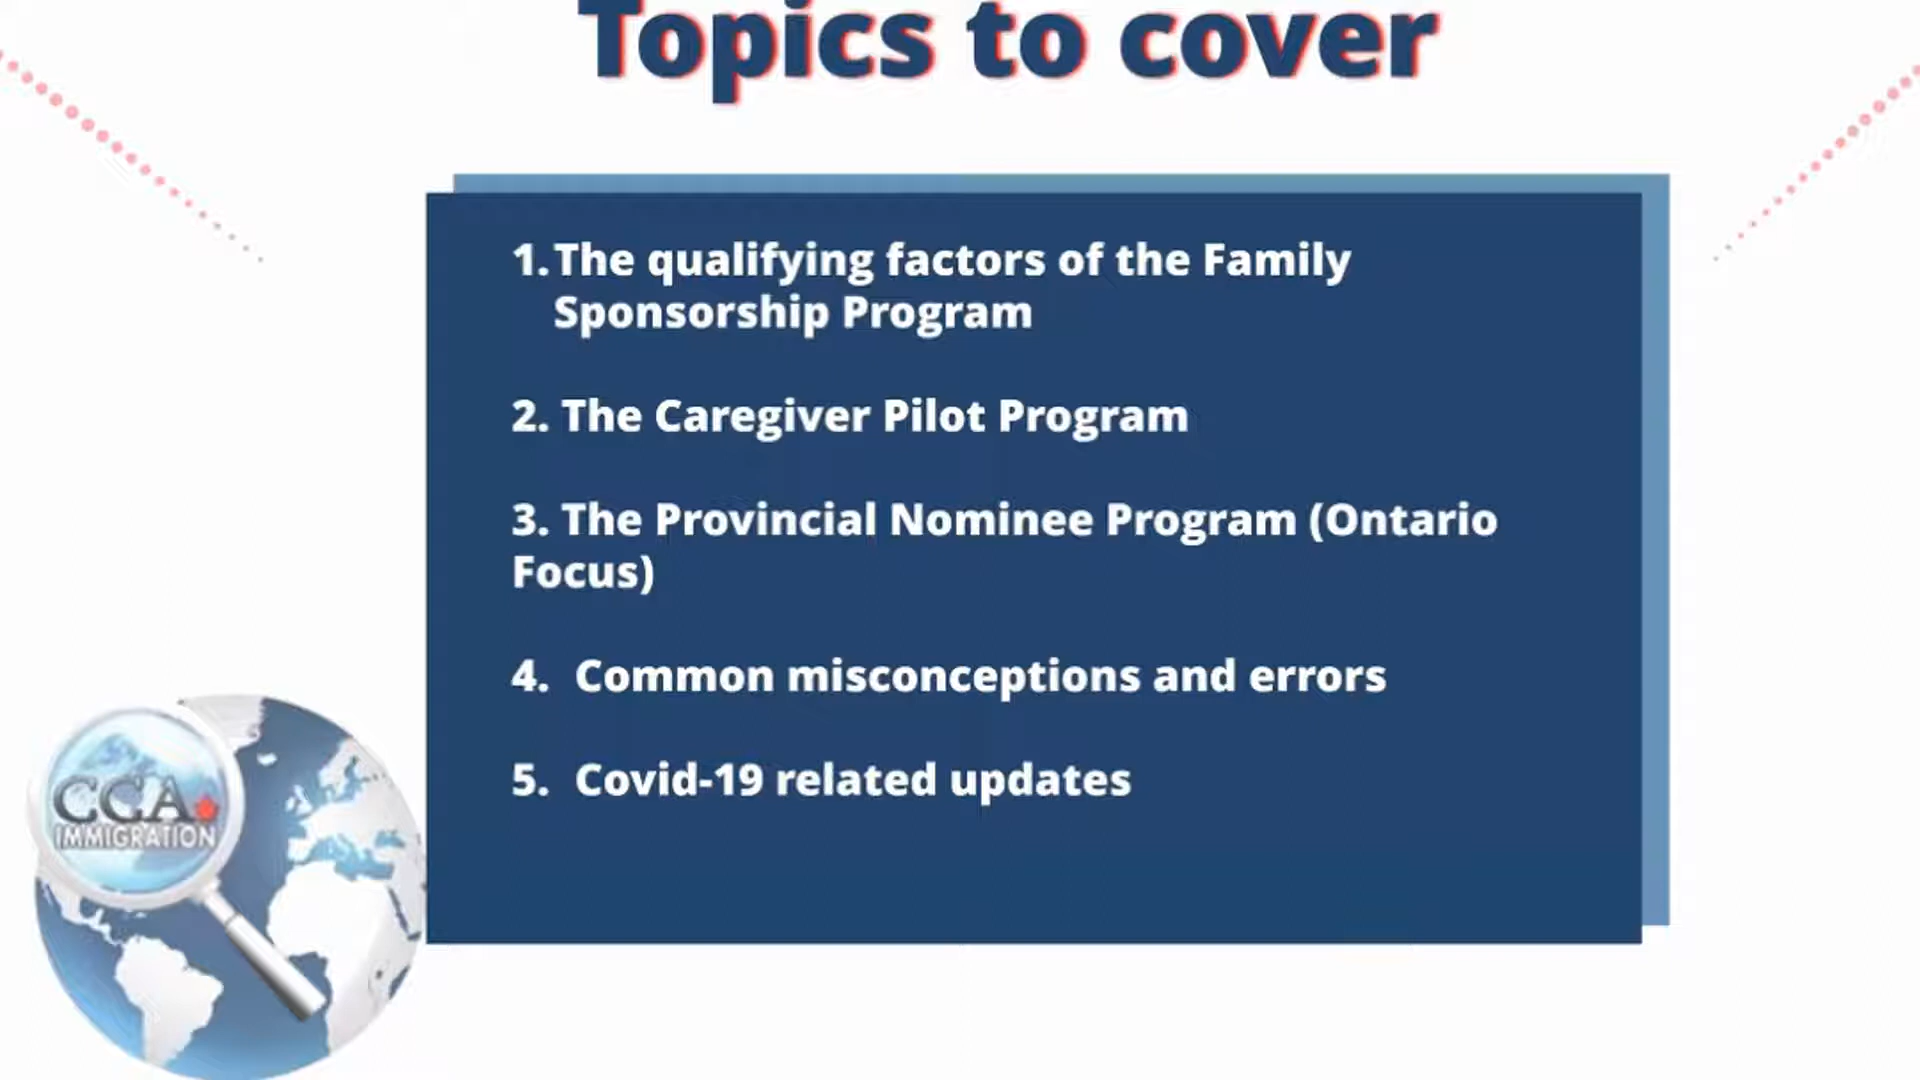 Topics to cover
1. The qualifying factors of the Family
Sponsorship Program
2. The Caregiver Pilot Program
3. The Provincial Nominee Program (Ontario
Focus)
4. Common misconceptions and errors
5. Covid-19 related updates
CCA
IMMIGRATION